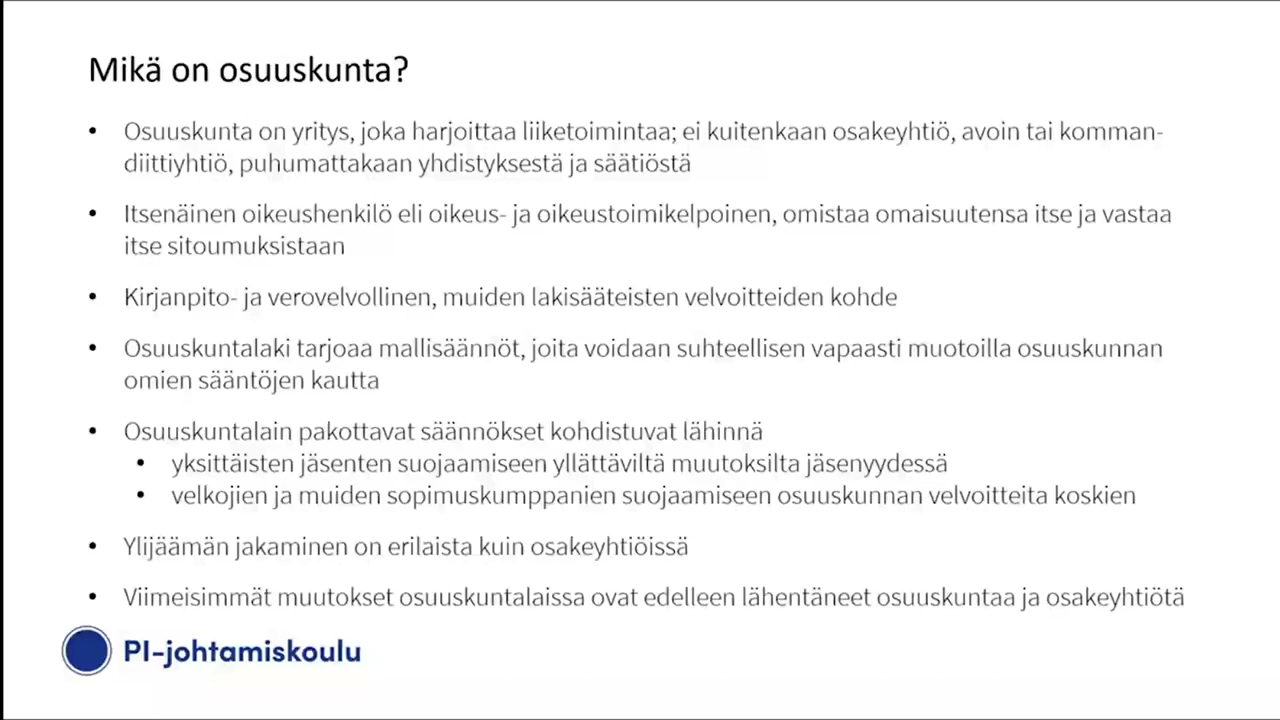 Mikä on osuuskunta?
• Osuuskunta on yritys, joka harjoittaa liiketoimintaa; ei kuitenkaan osakeyhtiö, avoin tai komman-
diittiyhtiö, puhumattakaan yhdistyksestä ja säätiöstä
• Itsenäinen oikeushenkilö eli oikeus- ja oikeustoimikelpoinen, omistaa omaisuutensa itse ja vastaa
itse sitoumuksistaan
• Kirjanpito- ja verovelvollinen, muiden lakisääteisten velvoitteiden kohde
• Osuuskuntalaki tarjoaa mallisäännöt, joita voidaan suhteellisen vapaasti muotoilla osuuskunnan
omien sääntöjen kautta
• Osuuskuntalain pakottavat säännökset kohdistuvat lähinnä
• yksittäisten jäsenten suojaamiseen yllättäviltä muutoksilta jäsenyydessä
• velkojien ja muiden sopimuskumppanien suojaamiseen osuuskunnan velvoitteita koskien
• Ylijäämän jakaminen on erilaista kuin osakeyhtiöissä
• Viimeisimmät muutokset osuuskuntalaissa ovat edelleen lähentäneet osuuskuntaa ja osakeyhtiötä
PI-johtamiskoulu